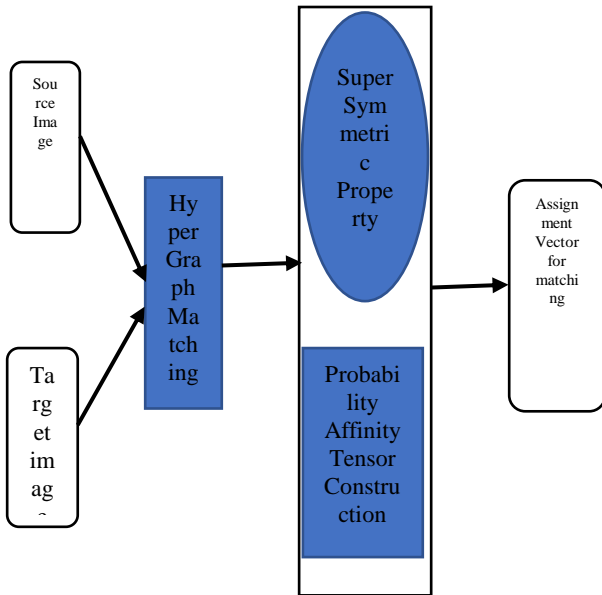 Sou
rce
Ima
ge
Ta
rg
et
im
ag
Hy
per
Gra
ph
Ma
tch
ing
Super
Sym
metri
c
Prope
rty
Probabi
lity
Affinity
Tensor
Constru
ction
Assign
ment
Vector
for
matchi
ng